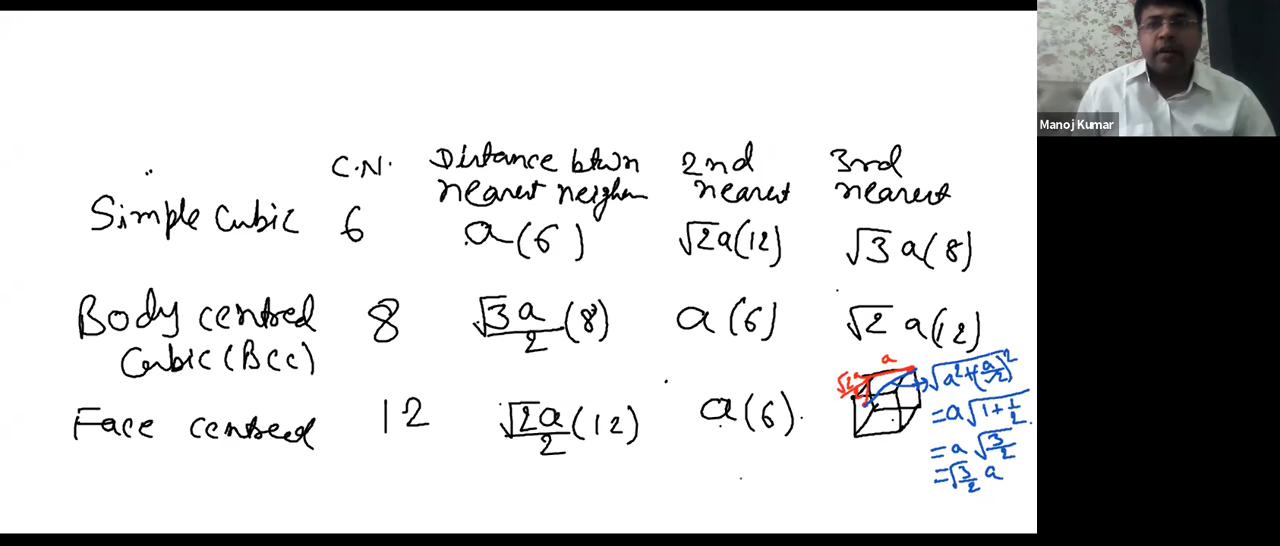 Manoj Kumar
C.N. Distance btwn nearest neighbr 2nd nearest 3rd nearest
Simple Cubic 6 a(6) √2a(12) √3 a(8)
Body centred Cubic(BCC) 8 √3a/2(8) a(6) √2 a(12)
Face centred 12 √2a/2(12) a(6)
a
√2a/2
√a²+(a/√2)²
=a√1+1/2
=a√3/2
=√3/2 a